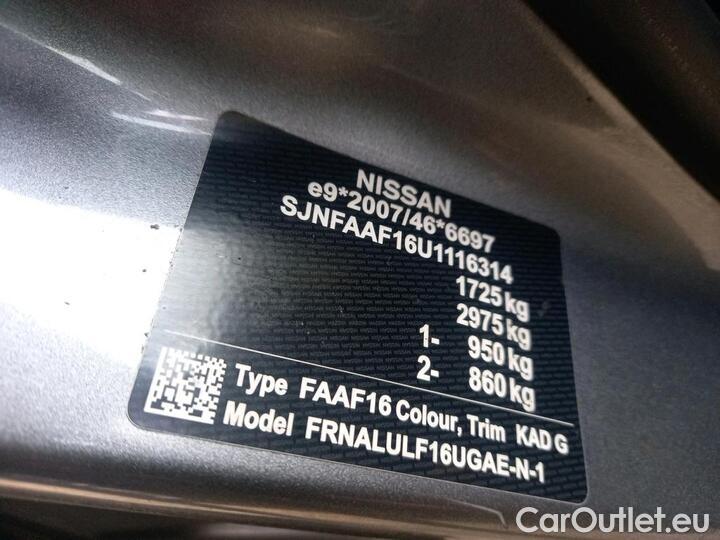 NISSAN
e9*2007/46*6697
SJNFAAF16U1116314
1725 kg
2975 kg
1- 950 kg
2- 860 kg
Type FAAF16 Colour, Trim KAD G
Model FRNALULF16UGAE-N-1
CarOutlet.eu